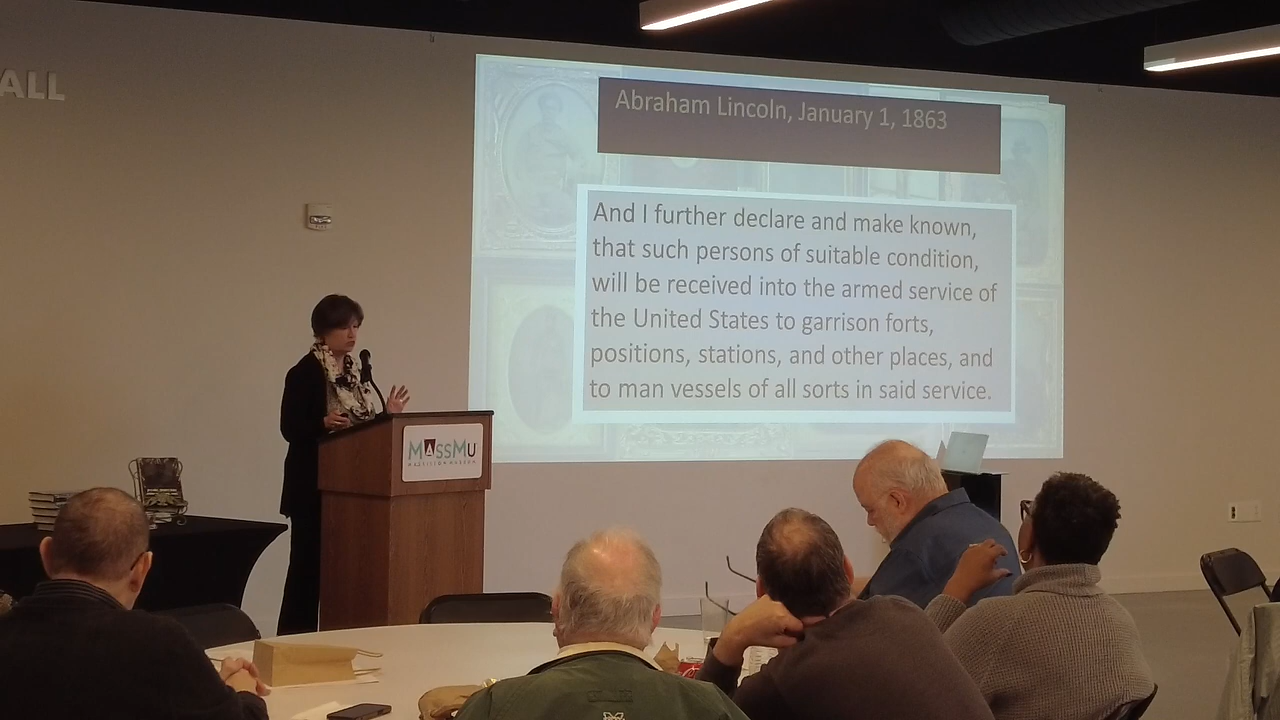 ALL
Abraham Lincoln, January 1, 1863
And I further declare and make known,
that such persons of suitable condition,
will be received into the armed service of
the United States to garrison forts,
positions, stations, and other places, and
to man vessels of all sorts in said service.
MASSMU
MASSILLON MUSEUM